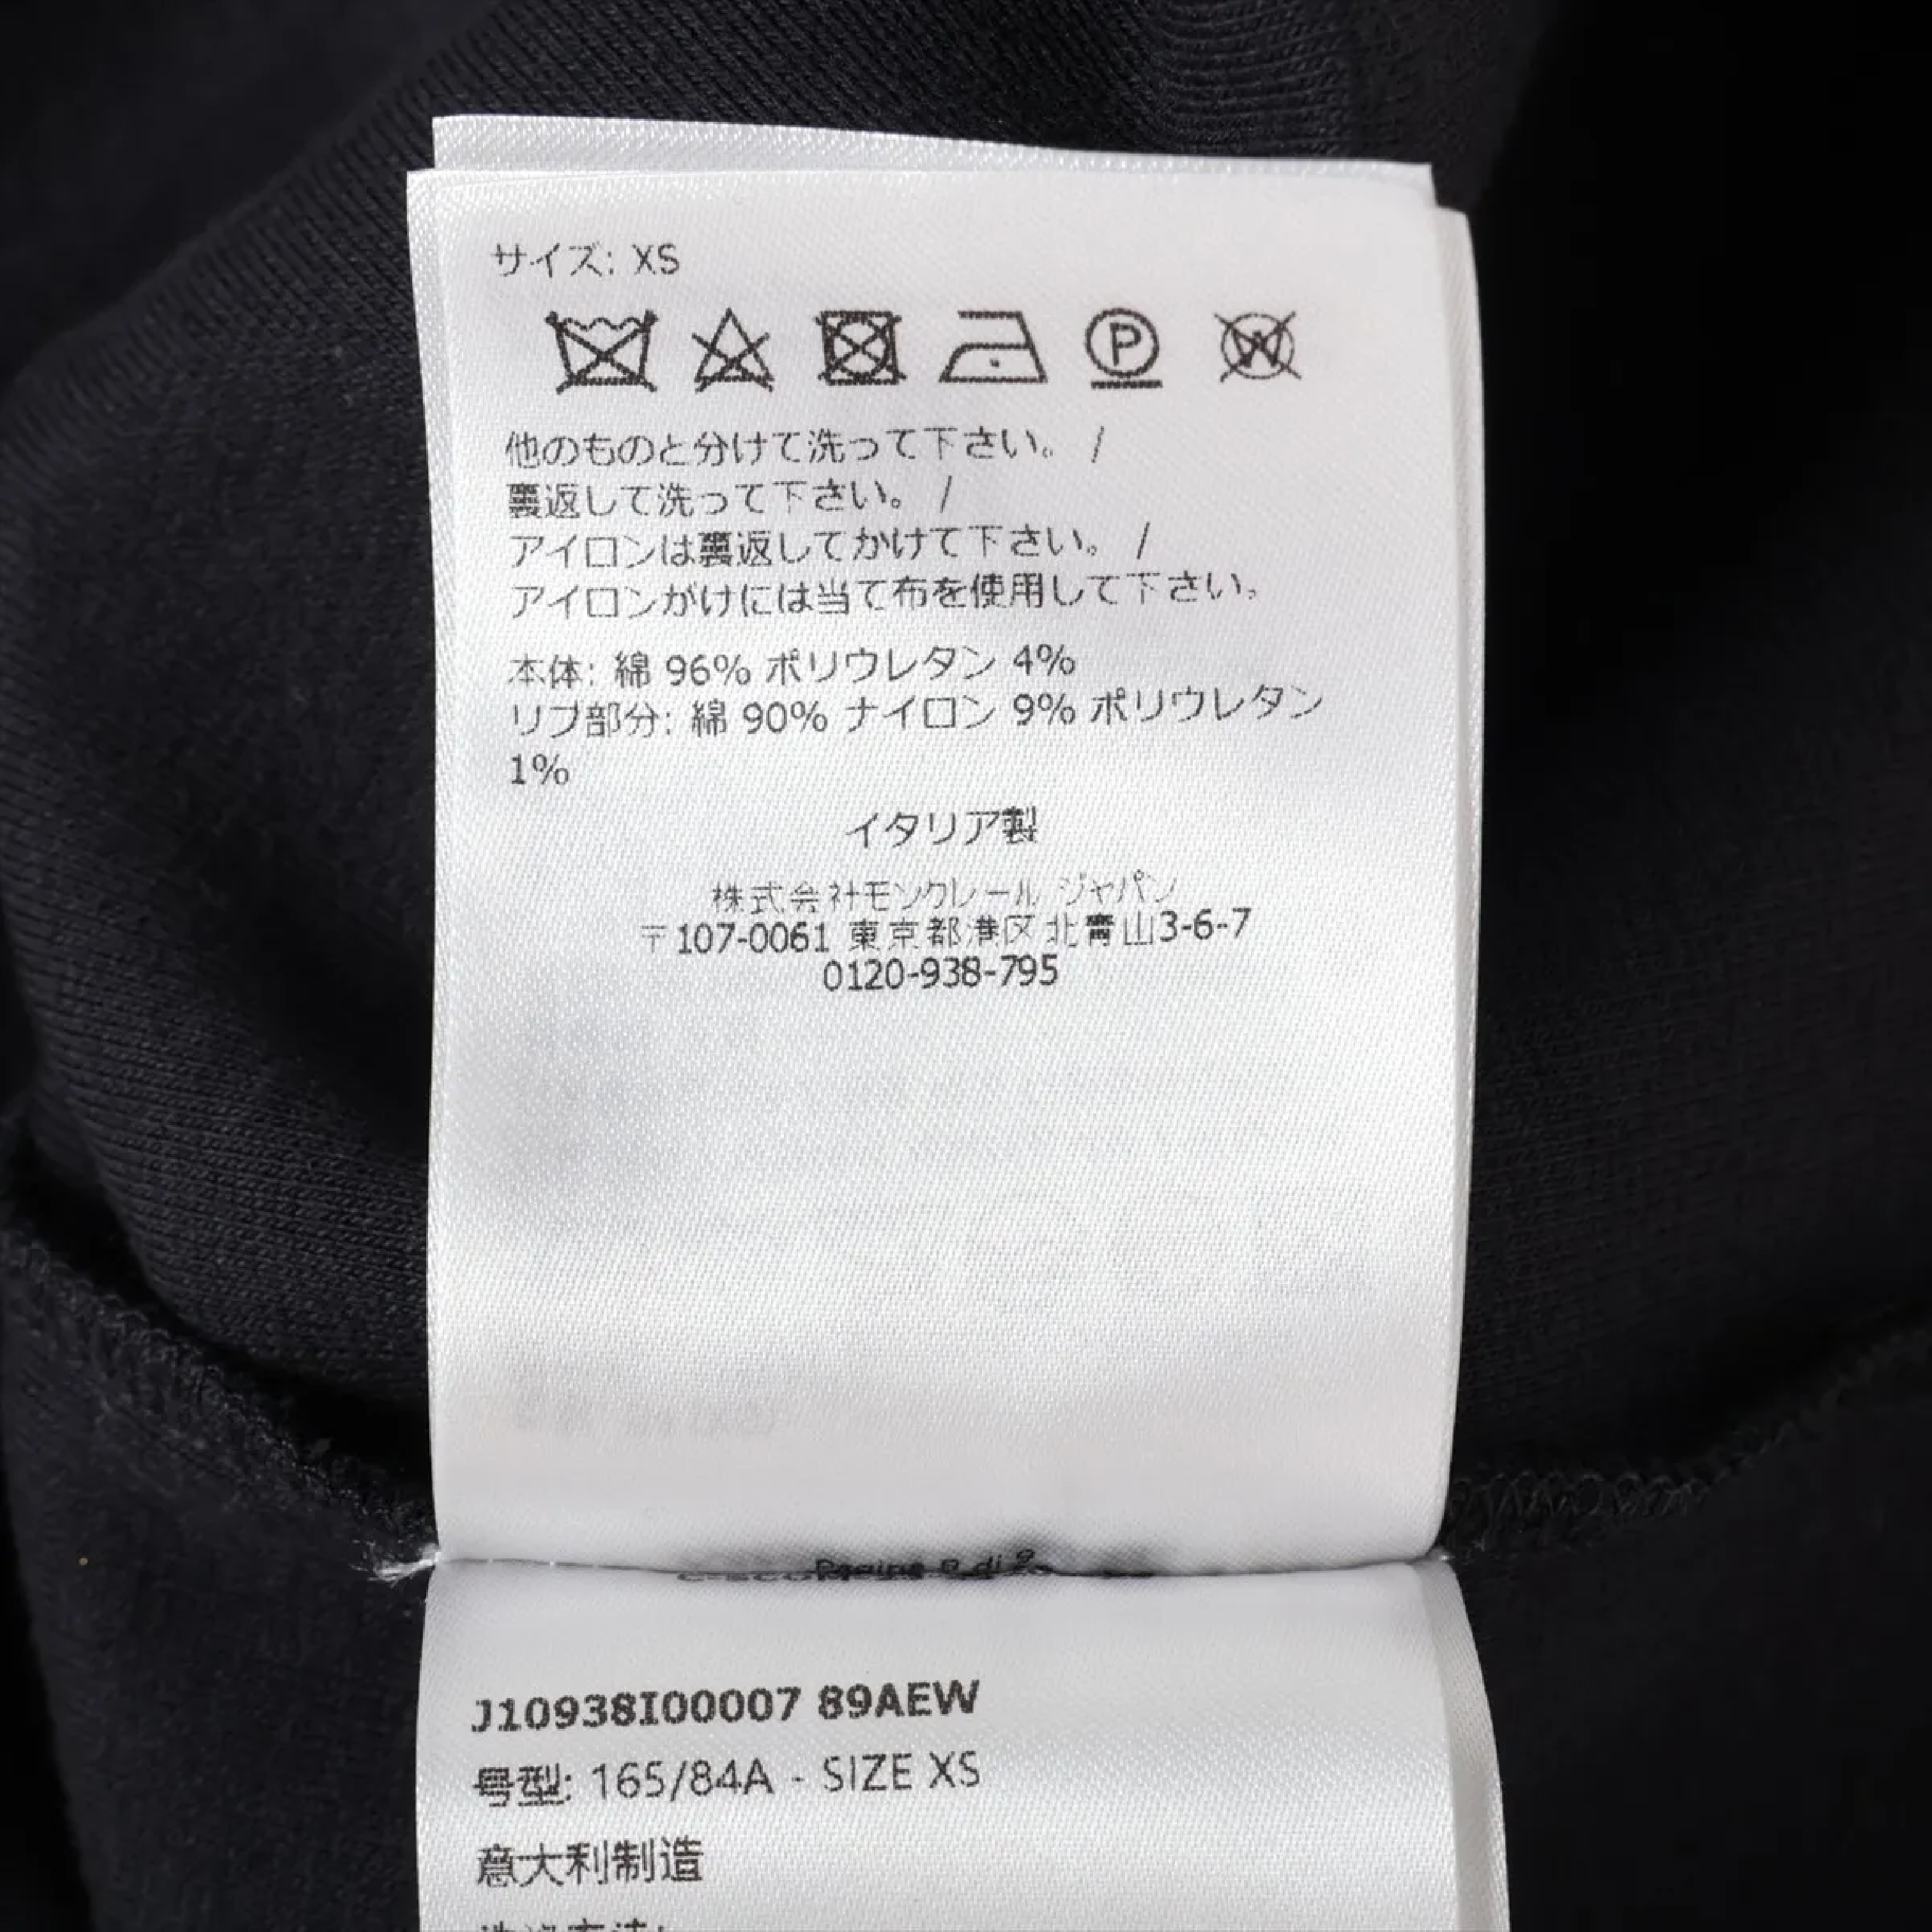 サイズ: XS
他のものと分けて洗って下さい。 /
裏返して洗って下さい。 /
アイロンは裏返してかけて下さい。 /
アイロンがけには当て布を使用して下さい。
本体: 綿 96% ポリウレタン 4%
リブ部分: 綿 90% ナイロン 9% ポリウレタン
1%
イタリア製
株式会社モンクレール ジャパン
〒107-0061 東京都港区北青山3-6-7
0120-938-795
J10938I00007 89AEW
号型: 165/84A - SIZE XS
意大利制造